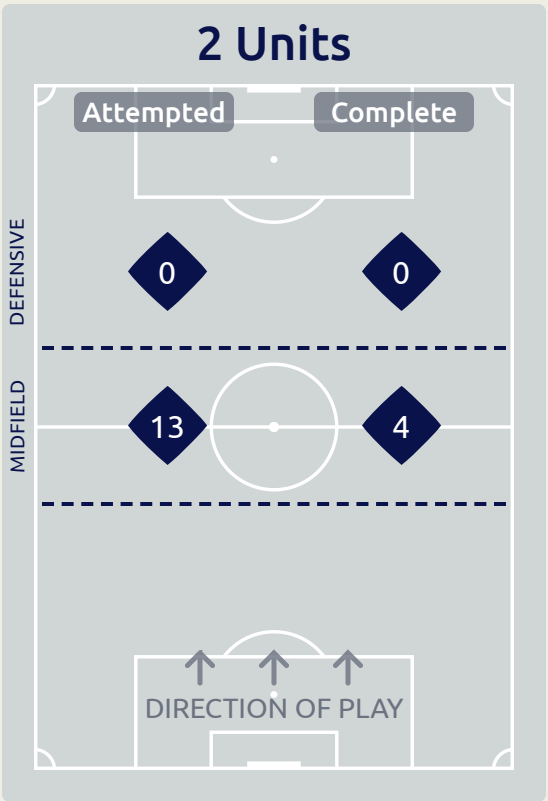 2 Units
Attempted Complete
DEFENSIVE
0 0
MIDFIELD
13 4
DIRECTION OF PLAY